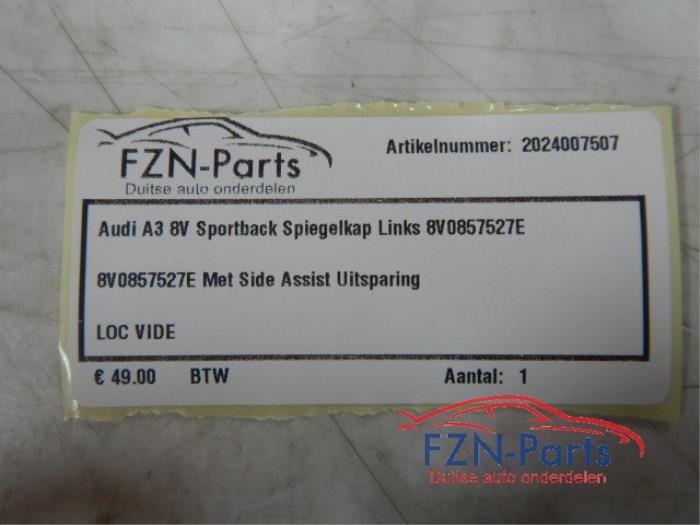 FZN-Parts
Duitse auto onderdelen
Artikelnummer: 2024007507
Audi A3 8V Sportback Spiegelkap Links 8V0857527E
8V0857527E Met Side Assist Uitsparing
LOC VIDE
€ 49.00 BTW Aantal: 1
FZN-Parts
Duitse auto onderdelen